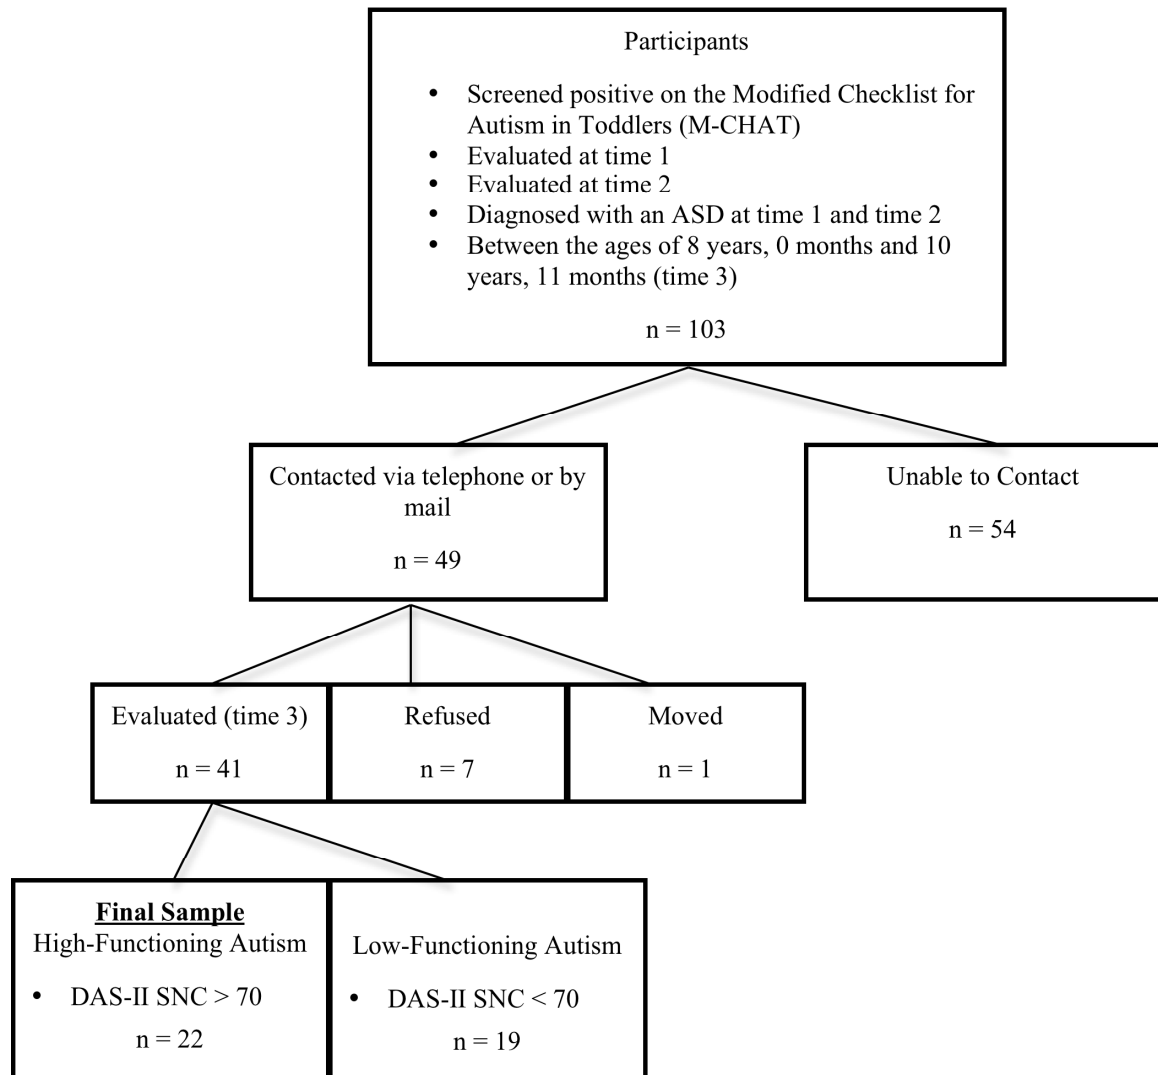 Participants
• Screened positive on the Modified Checklist for
Autism in Toddlers (M-CHAT)
• Evaluated at time 1
• Evaluated at time 2
• Diagnosed with an ASD at time 1 and time 2
• Between the ages of 8 years, 0 months and 10
years, 11 months (time 3)
n = 103
Contacted via telephone or by
mail
n = 49
Unable to Contact
n = 54
Evaluated (time 3)
n = 41
Refused
n = 7
Moved
n = 1
Final Sample
High-Functioning Autism
• DAS-II SNC > 70
n = 22
Low-Functioning Autism
• DAS-II SNC < 70
n = 19